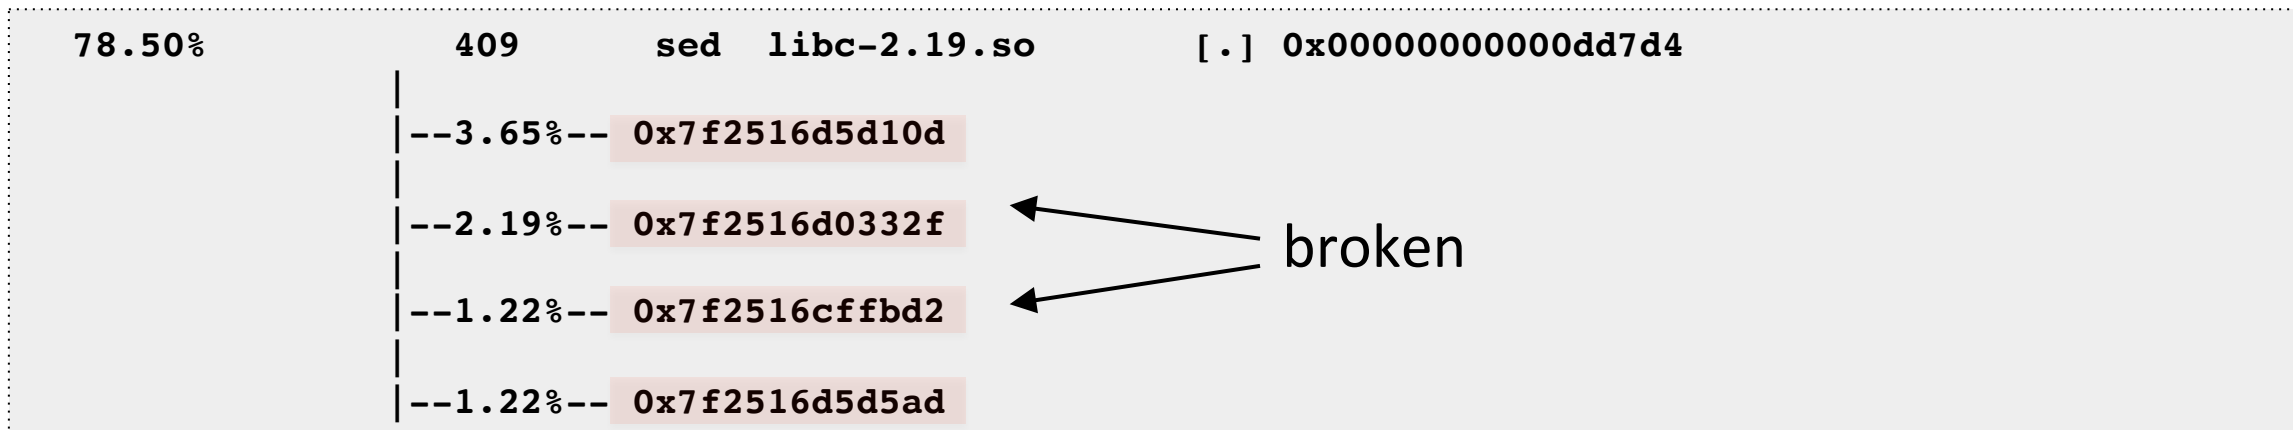 78.50% 409 sed libc-2.19.so [.] 0x00000000000dd7d4
|
|--3.65%-- 0x7f2516d5d10d
|
|--2.19%-- 0x7f2516d0332f
broken
|
|--1.22%-- 0x7f2516cffbd2
|
|--1.22%-- 0x7f2516d5d5ad